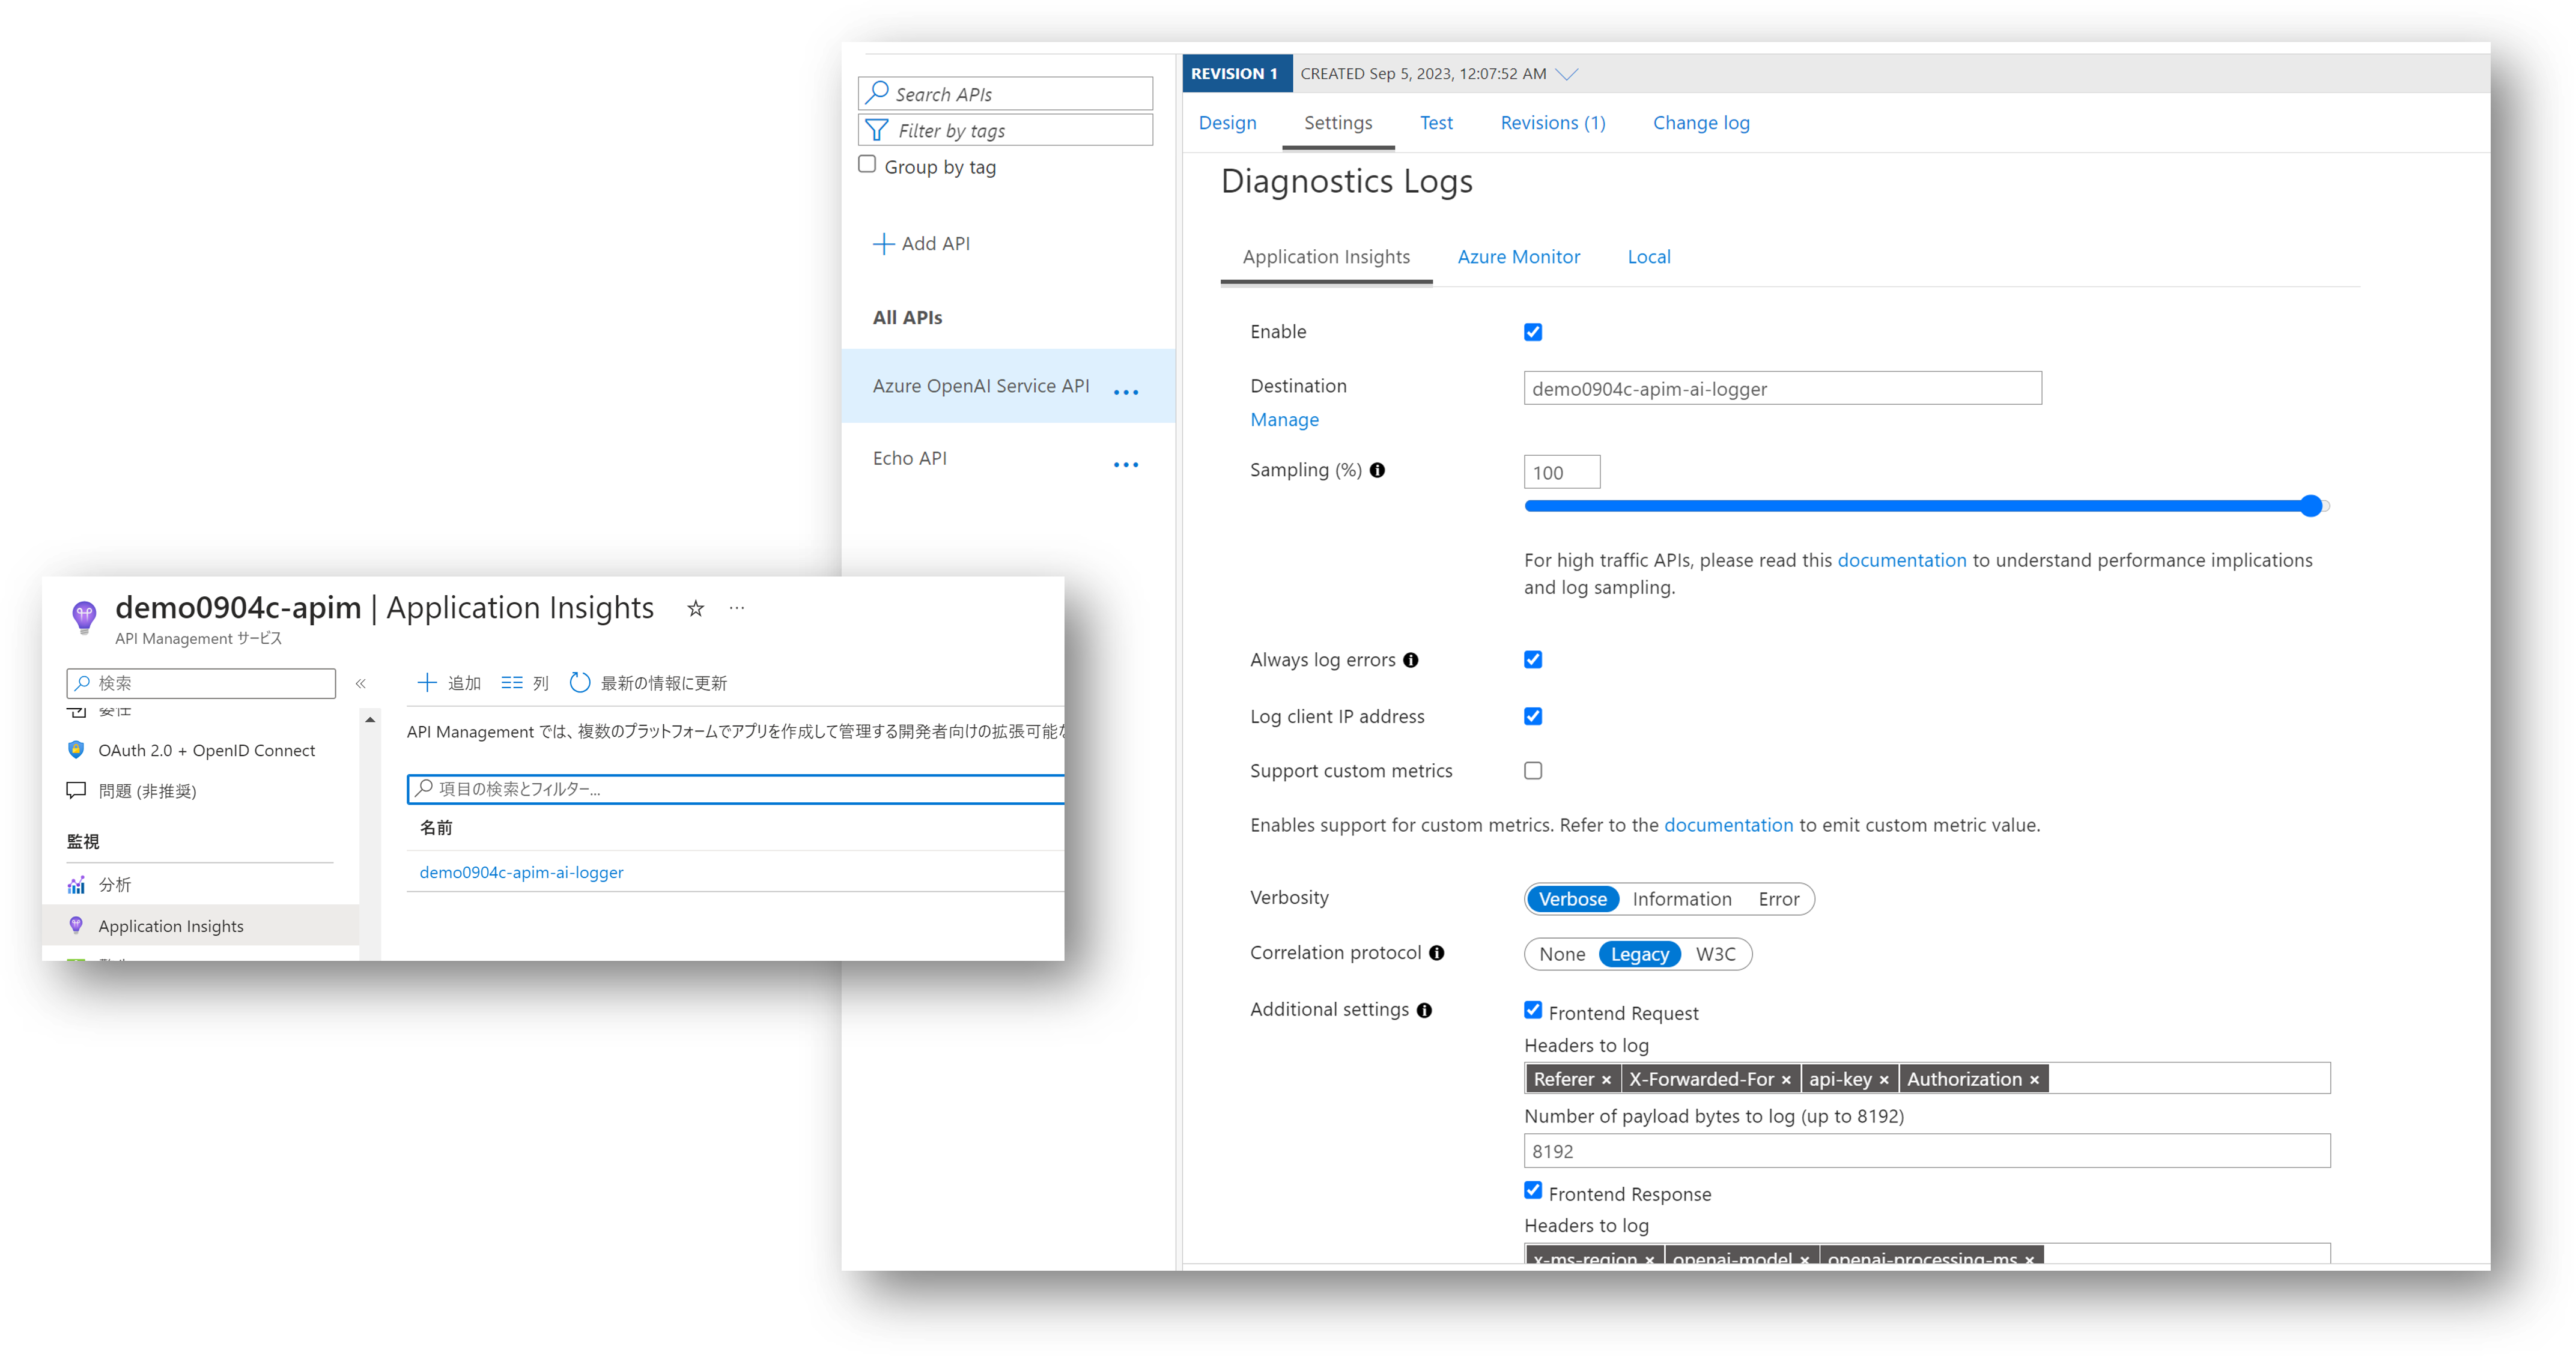 Search APIs
Filter by tags
Group by tag
Add API
All APIs
Azure OpenAI Service API
Echo API
REVISION 1 CREATED Sep 5, 2023, 12:07:52 AM
Design Settings Test Revisions (1) Change log
Diagnostics Logs
Application Insights Azure Monitor Local
Enable
Destination demo0904c-apim-ai-logger
Manage
Sampling (%) 100
For high traffic APIs, please read this documentation to understand performance implications
and log sampling.
Always log errors
Log client IP address
Support custom metrics
Enables support for custom metrics. Refer to the documentation to emit custom metric value.
Verbosity Verbose Information Error
Correlation protocol None Legacy W3C
Additional settings Frontend Request
Headers to log
Referer × X-Forwarded-For × api-key × Authorization ×
Number of payload bytes to log (up to 8192)
8192
Frontend Response
Headers to log
x-ms-region × openai-model × openai-processing-ms ×
demo0904c-apim | Application Insights ☆ ...
API Management サービス
検索 «
追加 列 最新の情報に更新
委任
OAuth 2.0 + OpenID Connect
問題 (非推奨)
監視
分析
Application Insights
API Management では、複数のプラットフォームでアプリを作成して管理する開発者向けの拡張可能な
項目の検索とフィルター...
名前
demo0904c-apim-ai-logger